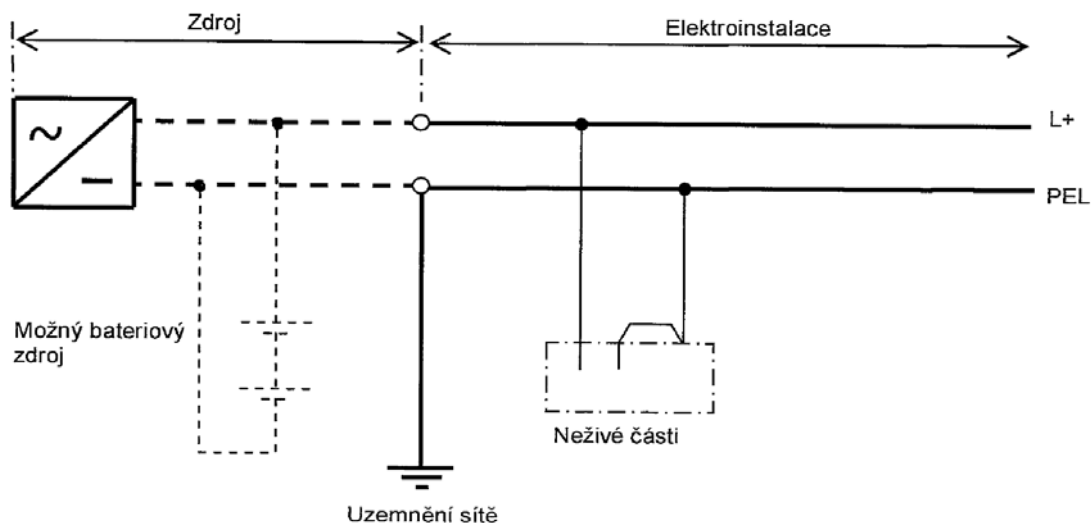 Zdroj
Elektroinstalace
L+
PEL
Možný bateriový
zdroj
Neživé části
Uzemnění sítě